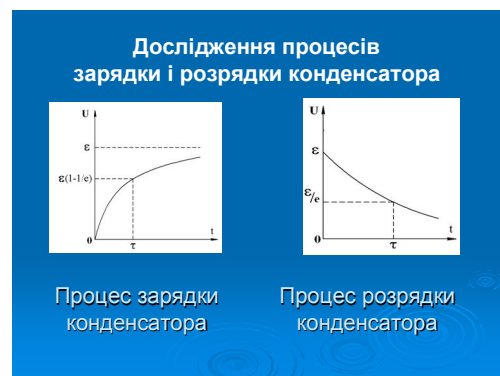 Дослідження процесів
зарядки і розрядки конденсатора
U
ε
ε(1-1/e)
0
τ
t
U
ε
ε/e
0
τ
t
Процес зарядки
конденсатора
Процес розрядки
конденсатора